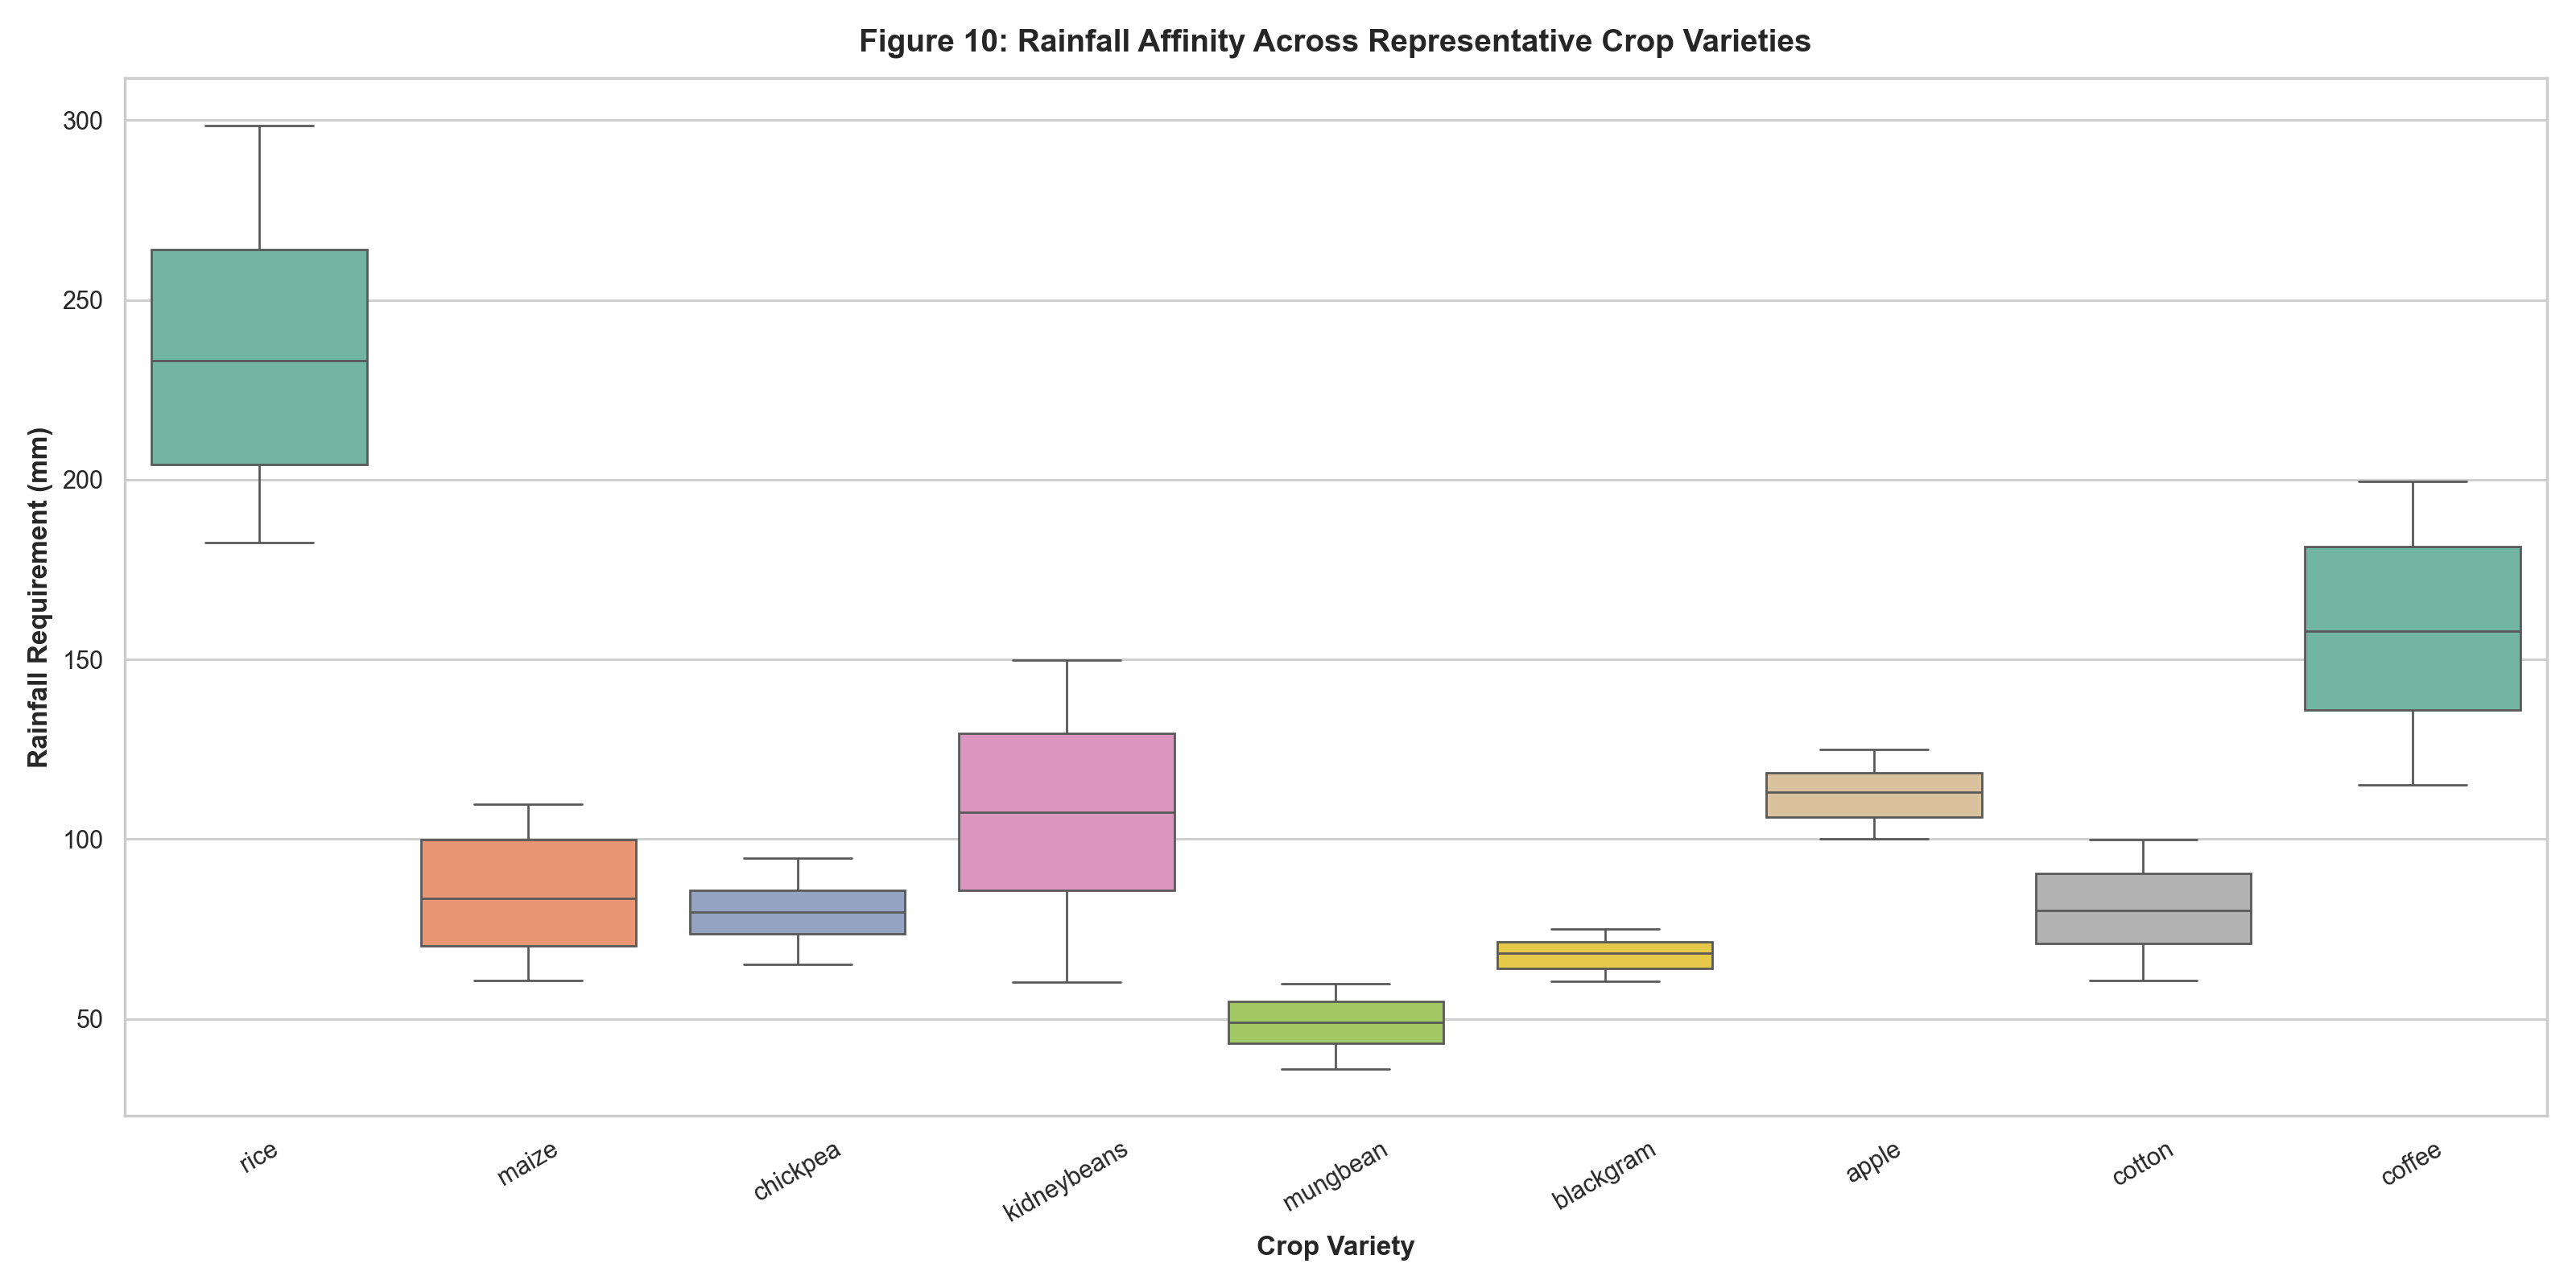 Figure 10: Rainfall Affinity Across Representative Crop Varieties
Rainfall Requirement (mm)
300
250
200
150
100
50
rice
maize
chickpea
kidneybeans
mungbean
blackgram
apple
cotton
coffee
Crop Variety